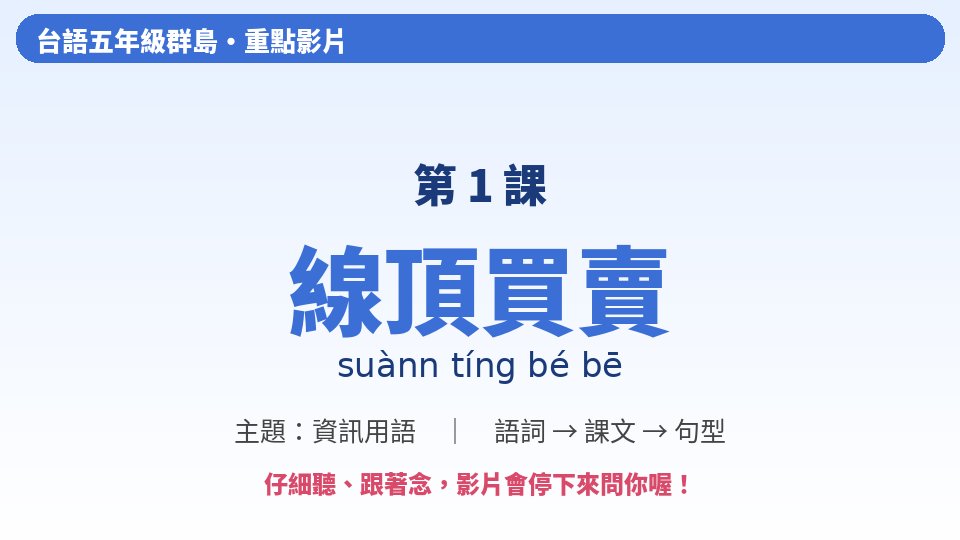 台語五年級群島・重點影片
第 1 課
線頂買賣
suànn tíng bé bē
主題：資訊用語 ｜ 語詞 → 課文 → 句型
仔細聽、跟著念，影片會停下來問你喔！